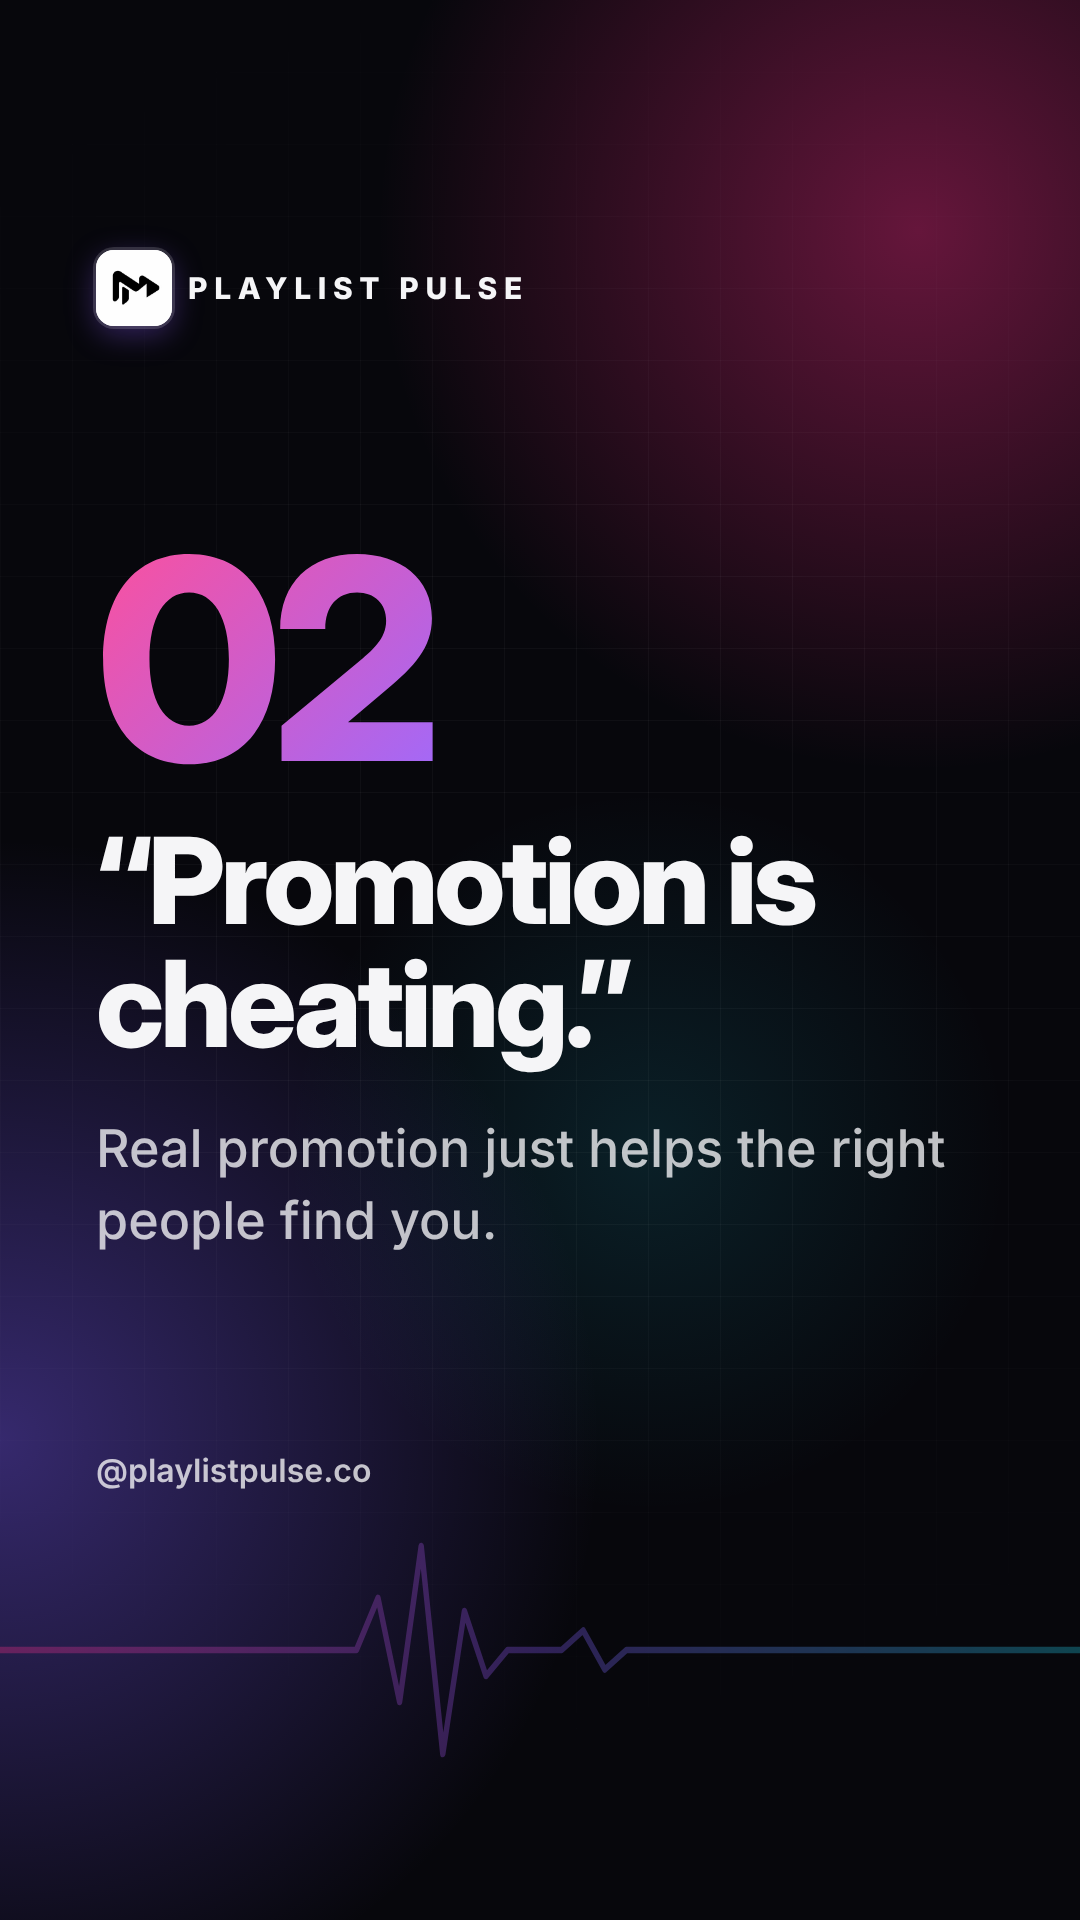 PLAYLIST PULSE
02
“Promotion is
cheating.”
Real promotion just helps the right
people find you.
@playlistpulse.co